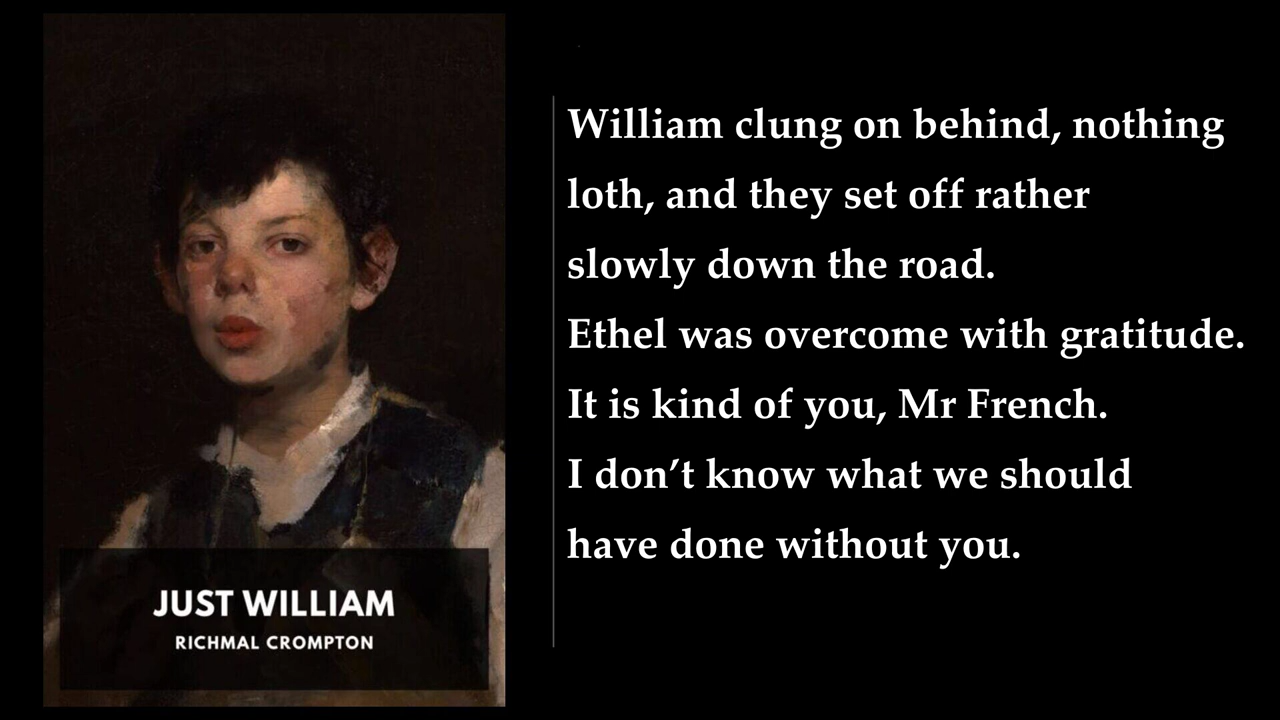 JUST WILLIAM
RICHMAL CROMPTON
William clung on behind, nothing
loth, and they set off rather
slowly down the road.
Ethel was overcome with gratitude.
It is kind of you, Mr French.
I don’t know what we should
have done without you.